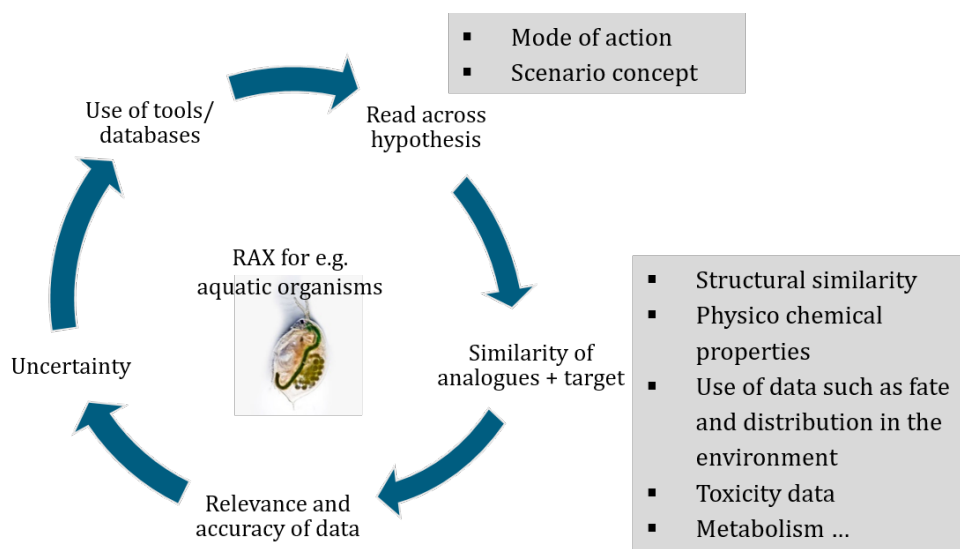 ▪ Mode of action
▪ Scenario concept
Use of tools/
databases
Read across
hypothesis
RAX for e.g.
aquatic organisms
▪ Structural similarity
▪ Physico chemical
properties
▪ Use of data such as fate
and distribution in the
environment
▪ Toxicity data
▪ Metabolism ...
Uncertainty
Similarity of
analogues + target
Relevance and
accuracy of data